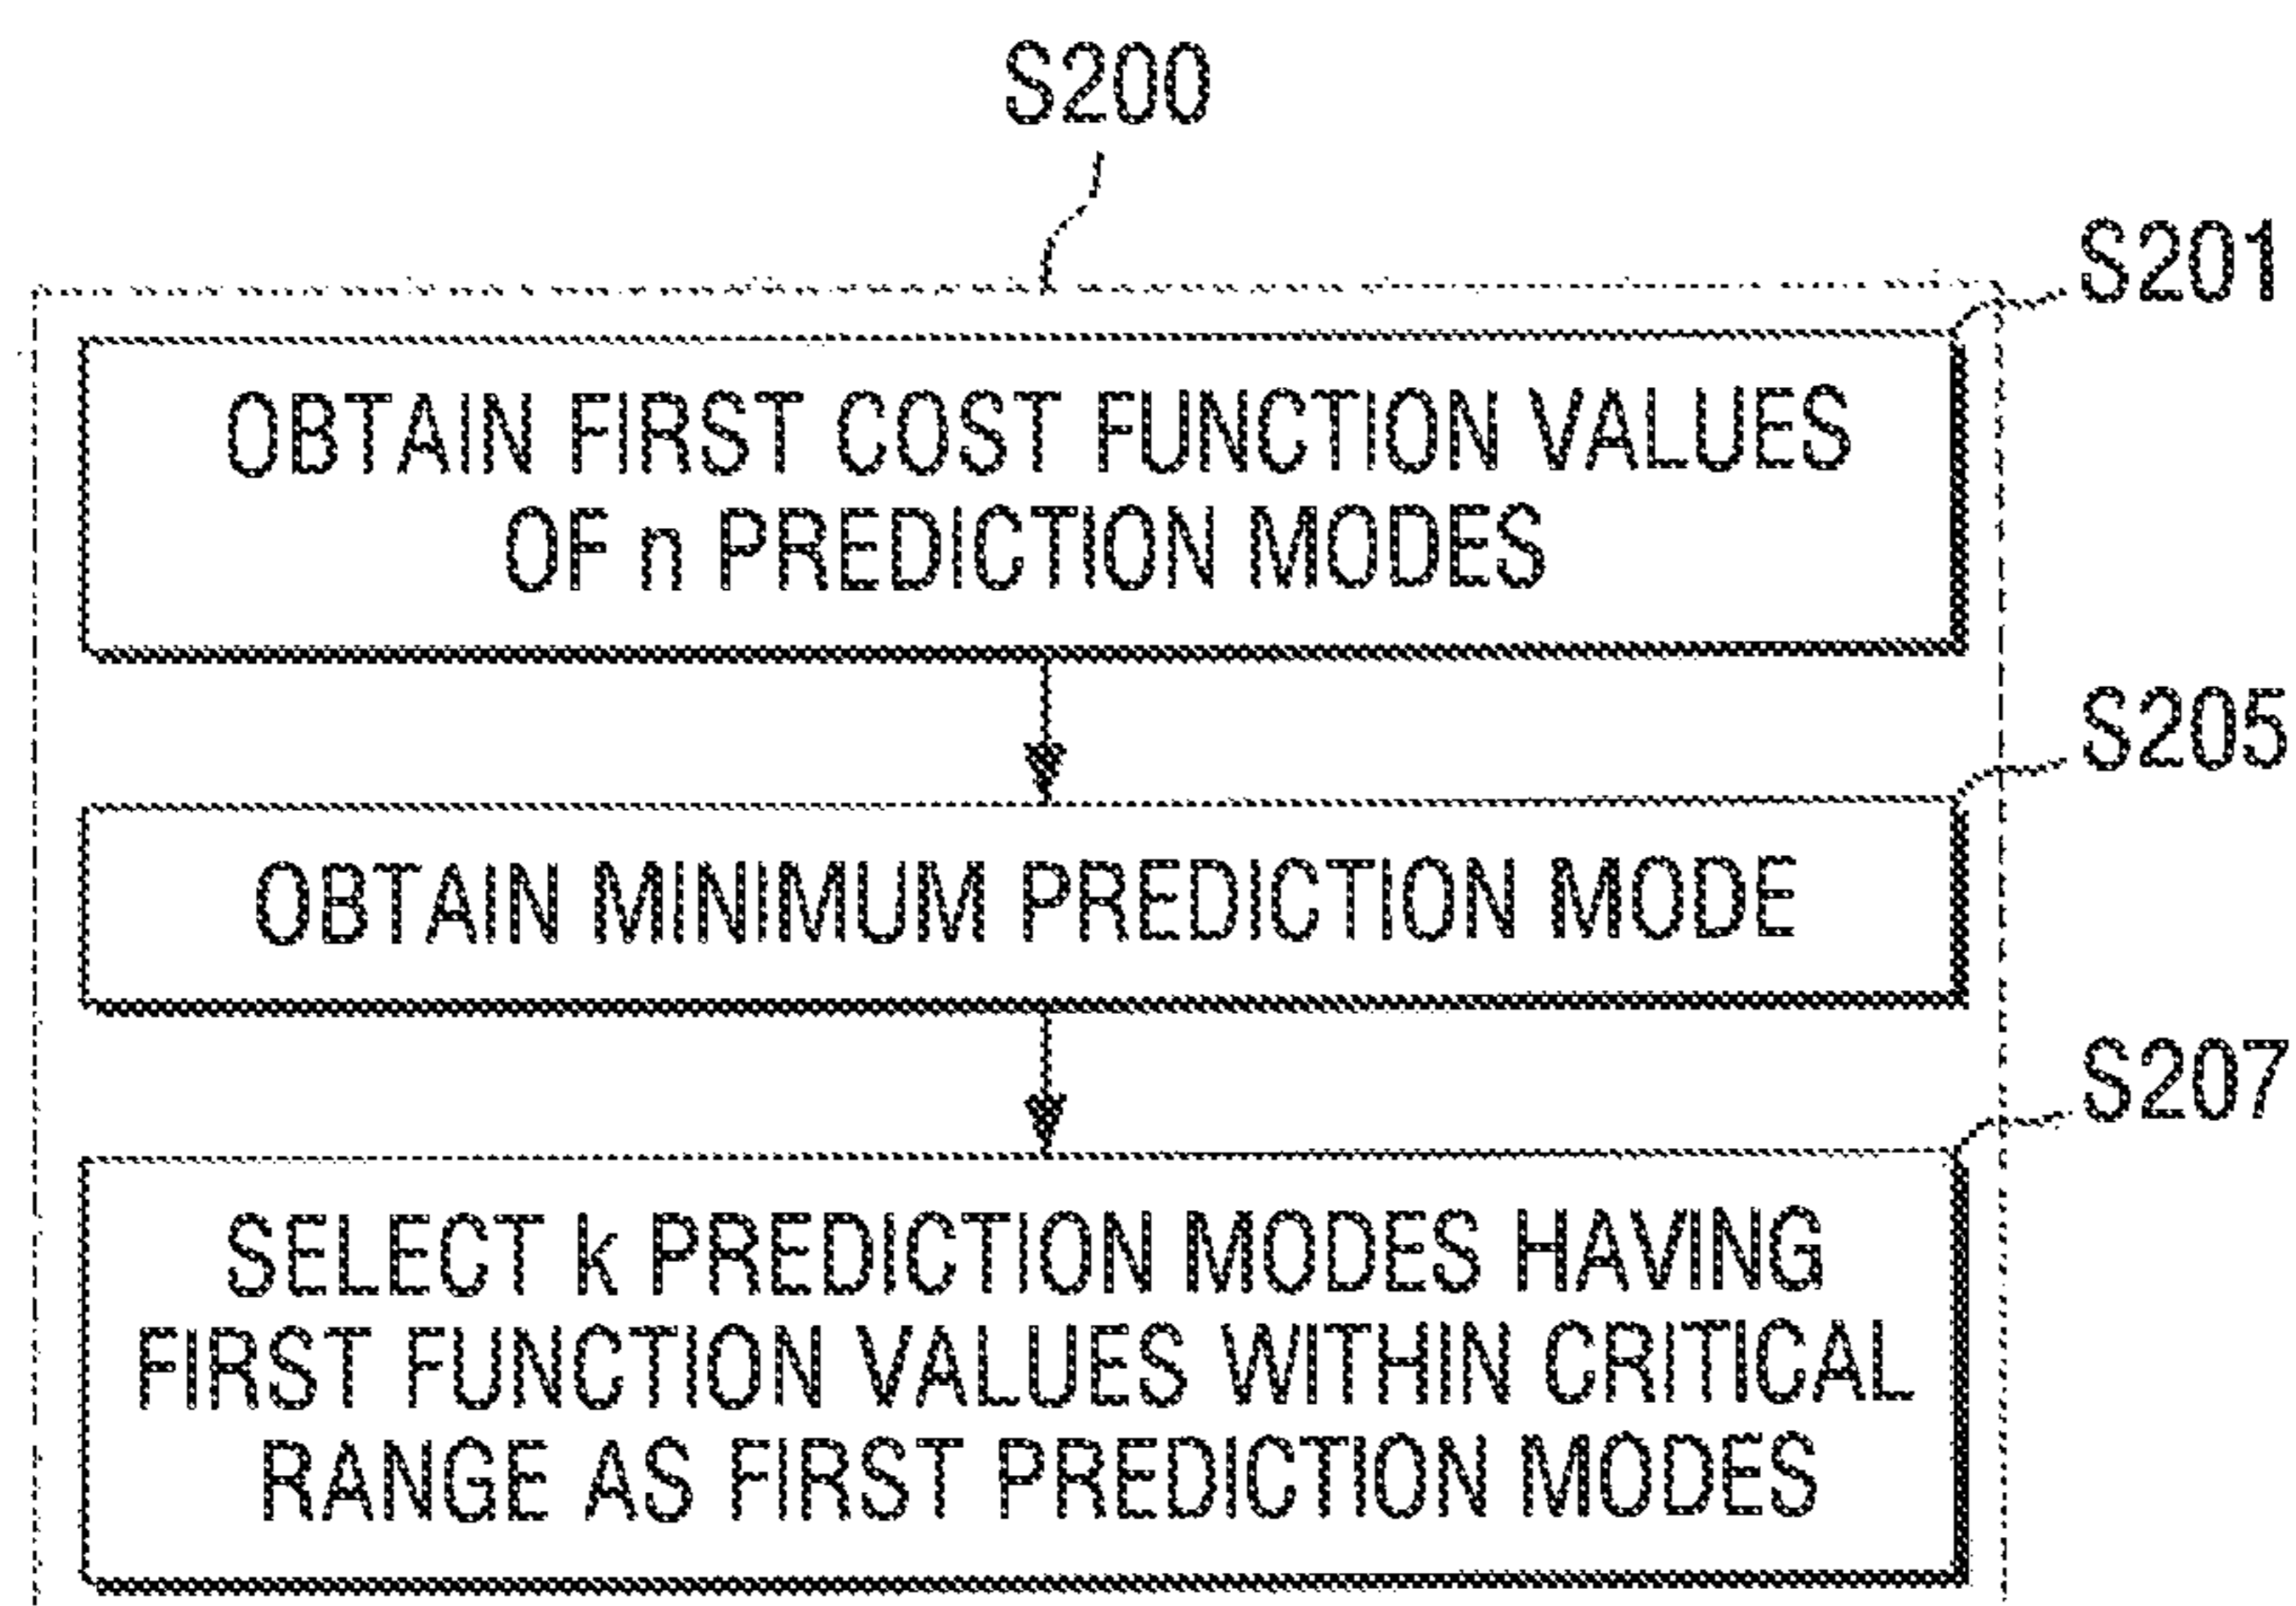 S200
S201
OBTAIN FIRST COST FUNCTION VALUES
OF n PREDICTION MODES
S205
OBTAIN MINIMUM PREDICTION MODE
S207
SELECT k PREDICTION MODES HAVING
FIRST FUNCTION VALUES WITHIN CRITICAL
RANGE AS FIRST PREDICTION MODES